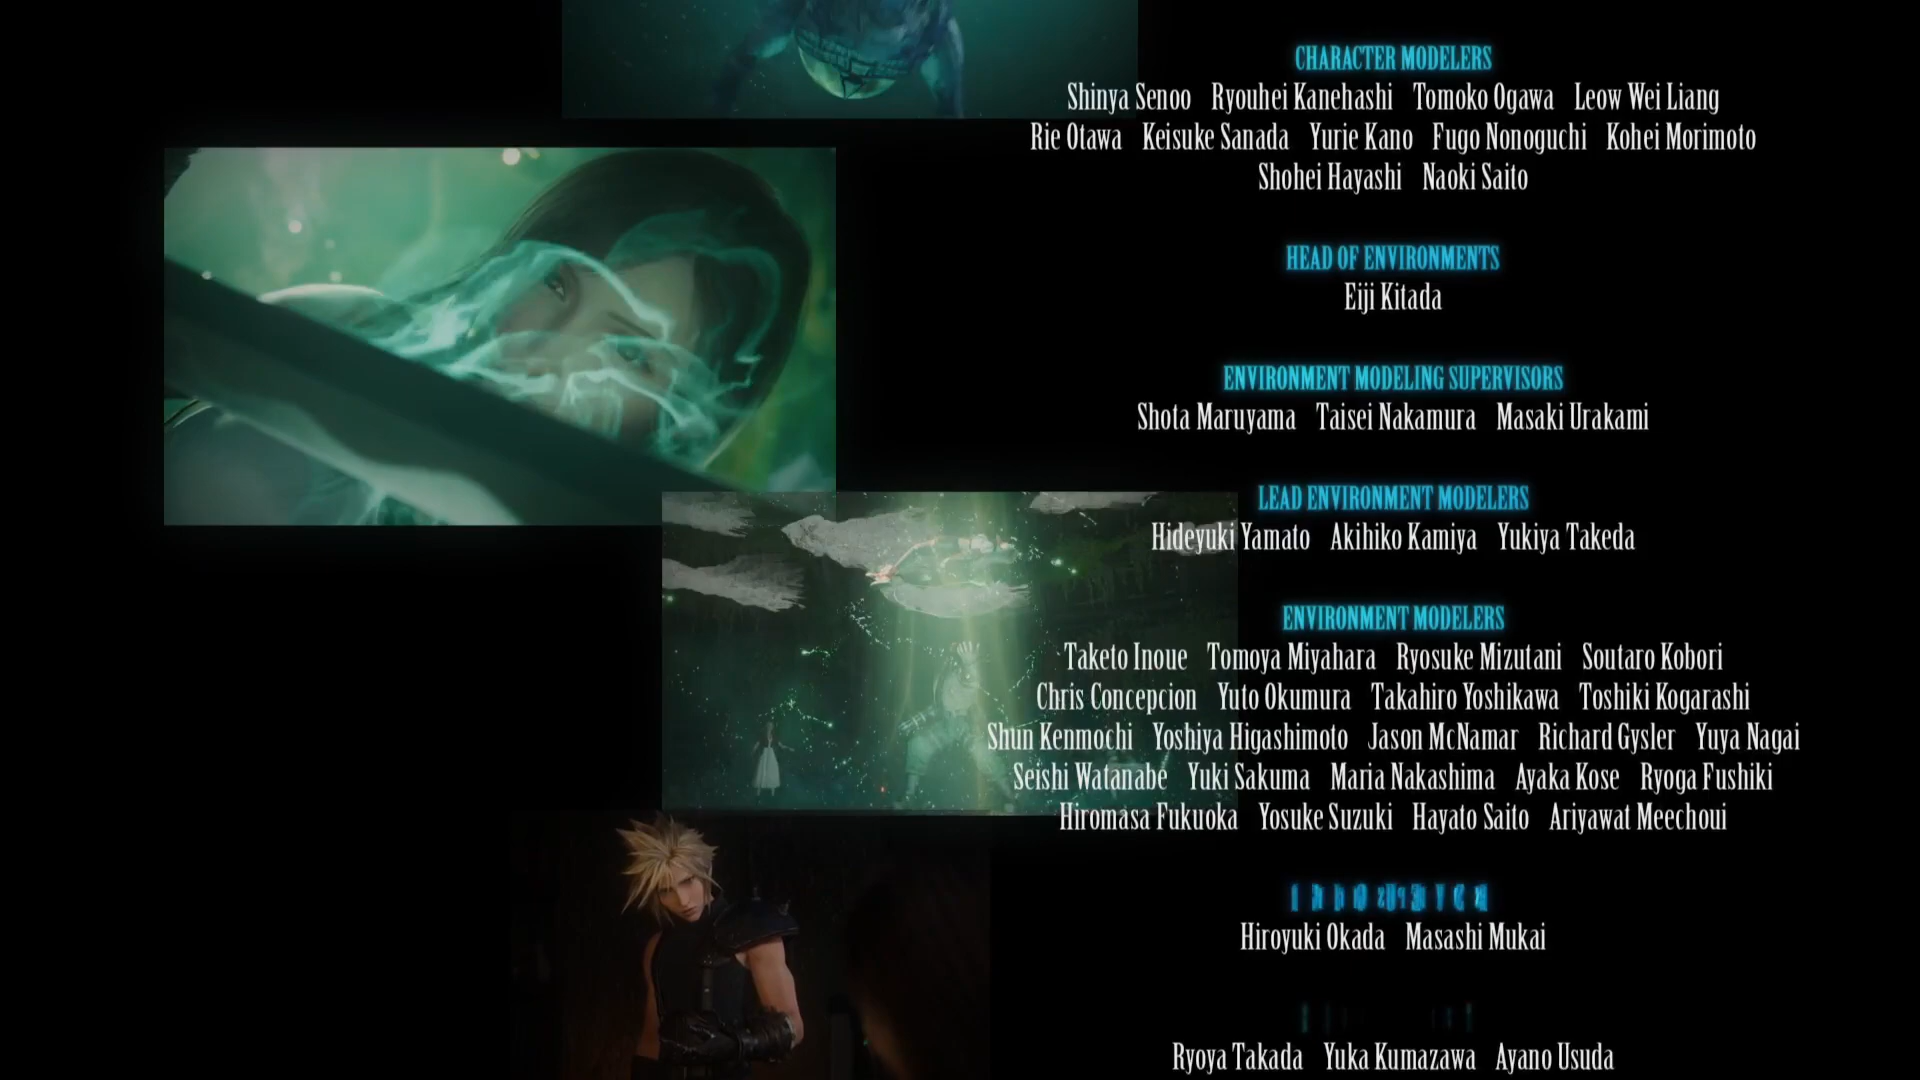 CHARACTER MODELERS
Shinya Senoo Ryouhei Kanehashi Tomoko Ogawa Leow Wei Liang
Rie Otawa Keisuke Sanada Yurie Kano Fugo Nonoguchi Kohei Morimoto
Shohei Hayashi Naoki Saito
HEAD OF ENVIRONMENTS
Eiji Kitada
ENVIRONMENT MODELING SUPERVISORS
Shota Maruyama Taisei Nakamura Masaki Urakami
LEAD ENVIRONMENT MODELERS
Hideyuki Yamato Akihiko Kamiya Yukiya Takeda
ENVIRONMENT MODELERS
Taketo Inoue Tomoya Miyahara Ryosuke Mizutani Soutaro Kobori
Chris Concepcion Yuto Okumura Takahiro Yoshikawa Toshiki Kogarashi
Shun Kenmochi Yoshiya Higashimoto Jason McNamar Richard Gysler Yuya Nagai
Seishi Watanabe Yuki Sakuma Maria Nakashima Ayaka Kose Ryoga Fushiki
Hiromasa Fukuoka Yosuke Suzuki Hayato Saito Ariyawat Meechoui
Hiroyuki Okada Masashi Mukai
Ryoya Takada Yuka Kumazawa Ayano Usuda